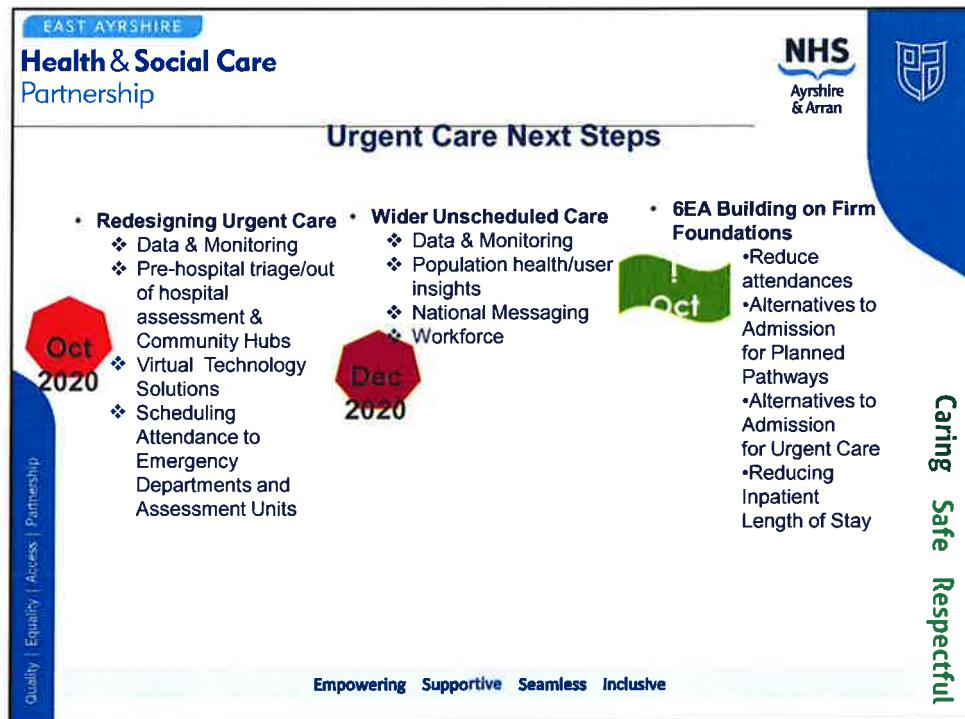 EAST AYRSHIRE
Health & Social Care
Partnership
NHS
Ayrshire
& Arran
Urgent Care Next Steps
• Redesigning Urgent Care
❖ Data & Monitoring
❖ Pre-hospital triage/out
of hospital
assessment &
Community Hubs
❖ Virtual Technology
Solutions
❖ Scheduling
Attendance to
Emergency
Departments and
Assessment Units
Oct
2020
• Wider Unscheduled Care
❖ Data & Monitoring
❖ Population health/user
insights
❖ National Messaging
❖ Workforce
Dec
2020
• 6EA Building on Firm
Foundations
•Reduce
attendances
•Alternatives to
Admission
for Planned
Pathways
•Alternatives to
Admission
for Urgent Care
•Reducing
Inpatient
Length of Stay
Oct
Quality | Equality | Access | Partnership
Caring Safe Respectful
Empowering Supportive Seamless Inclusive